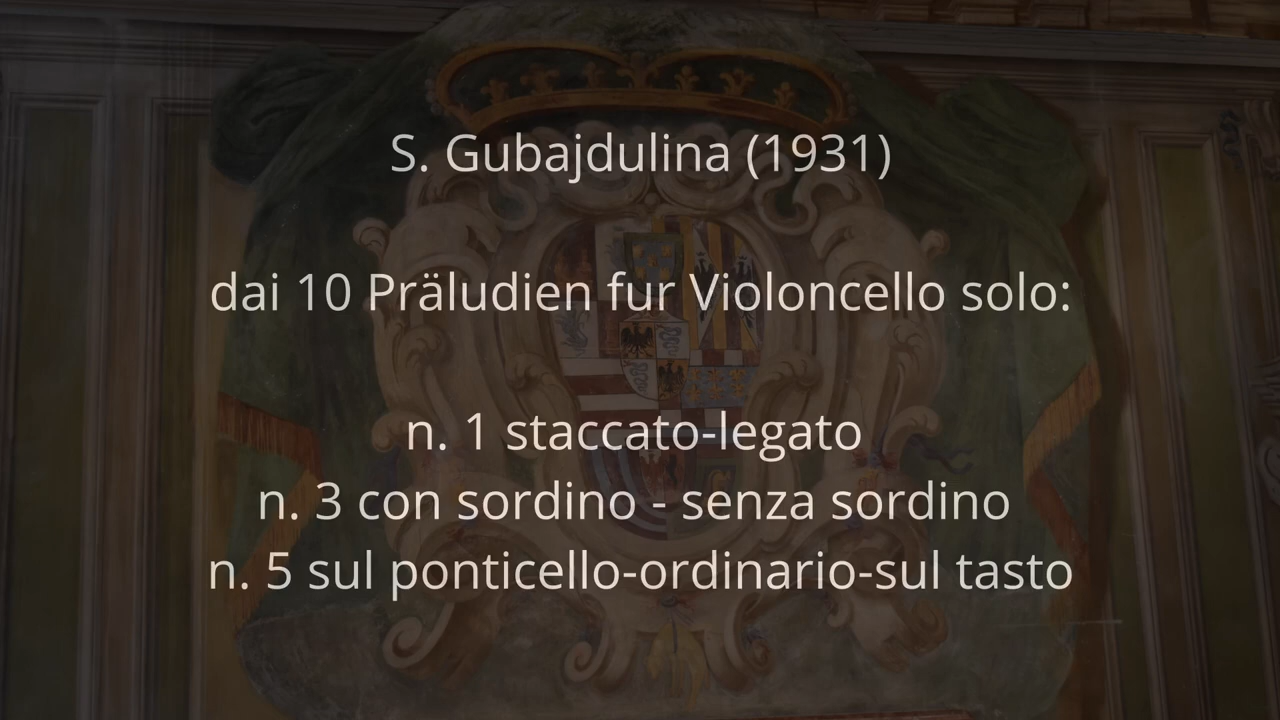 S. Gubajdulina (1931)
dai 10 Präludien fur Violoncello solo:
n. 1 staccato-legato
n. 3 con sordino - senza sordino
n. 5 sul ponticello-ordinario-sul tasto